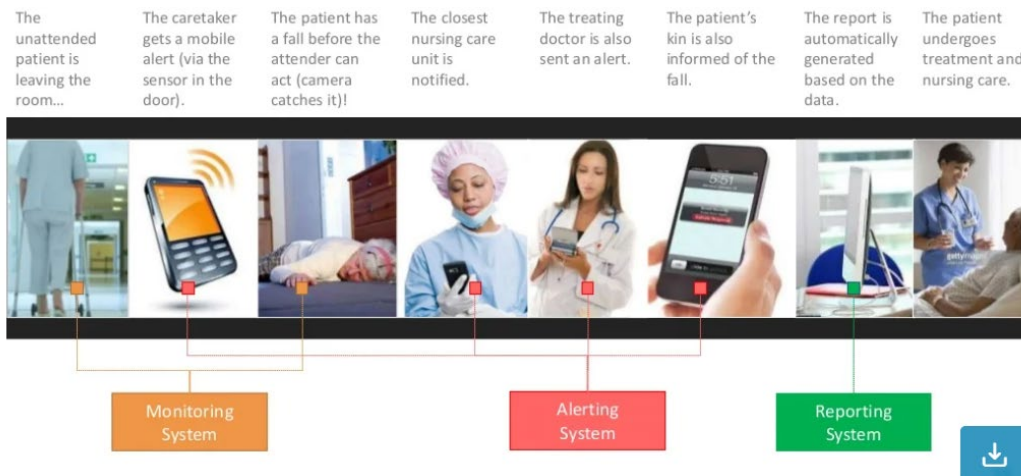 The
unattended
patient is
leaving the
room...
The caretaker
gets a mobile
alert (via the
sensor in the
door).
The patient has
a fall before the
attender can
act (camera
catches it)!
The closest
nursing care
unit is
notified.
The treating
doctor is also
sent an alert.
The patient’s
kin is also
informed of the
fall.
The report is
automatically
generated
based on the
data.
The patient
undergoes
treatment and
nursing care.
5:51
gettyimages
Monitoring
System
Alerting
System
Reporting
System